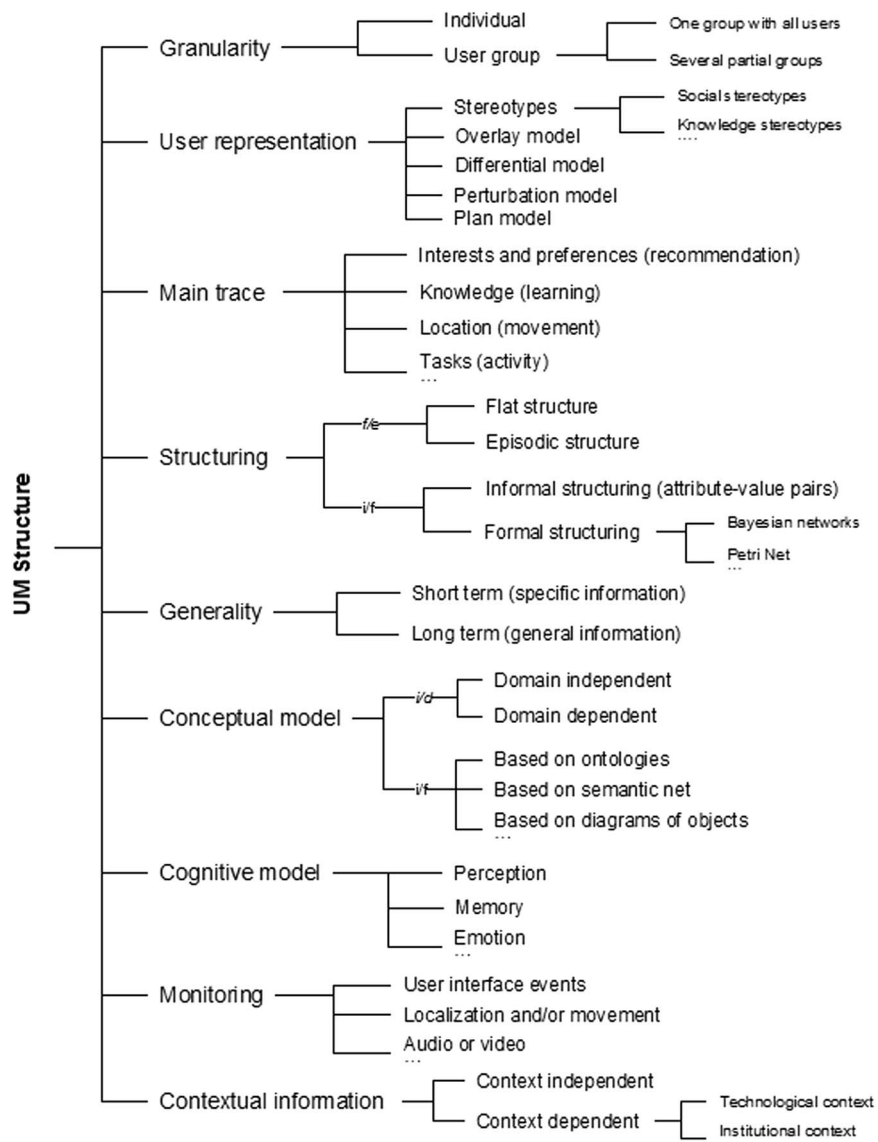 UM Structure
Granularity
Individual
User group
One group with all users
Several partial groups
User representation
Stereotypes
Social stereotypes
Knowledge stereotypes
....
Overlay model
Differential model
Perturbation model
Plan model
Main trace
Interests and preferences (recommendation)
Knowledge (learning)
Location (movement)
Tasks (activity)
...
Structuring
f/e
Flat structure
Episodic structure
i/f
Informal structuring (attribute-value pairs)
Formal structuring
Bayesian networks
Petri Net
...
Generality
Short term (specific information)
Long term (general information)
Conceptual model
i/d
Domain independent
Domain dependent
i/f
Based on ontologies
Based on semantic net
Based on diagrams of objects
...
Cognitive model
Perception
Memory
Emotion
...
Monitoring
User interface events
Localization and/or movement
Audio or video
...
Contextual information
Context independent
Context dependent
Technological context
Institutional context